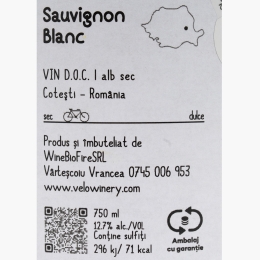 Sauvignon
Blanc
VIN D.O.C. | alb sec
Cotești - România
sec
dulce
Produs și îmbuteliat de
WineBioFireSRL
Vârteșcoiu Vrancea 0745 006 953
www.velowinery.com
750 ml
12.7% alc./VOL
Conține sulfiți
296 kj/ 71 kcal
Ambalaj
cu garanție